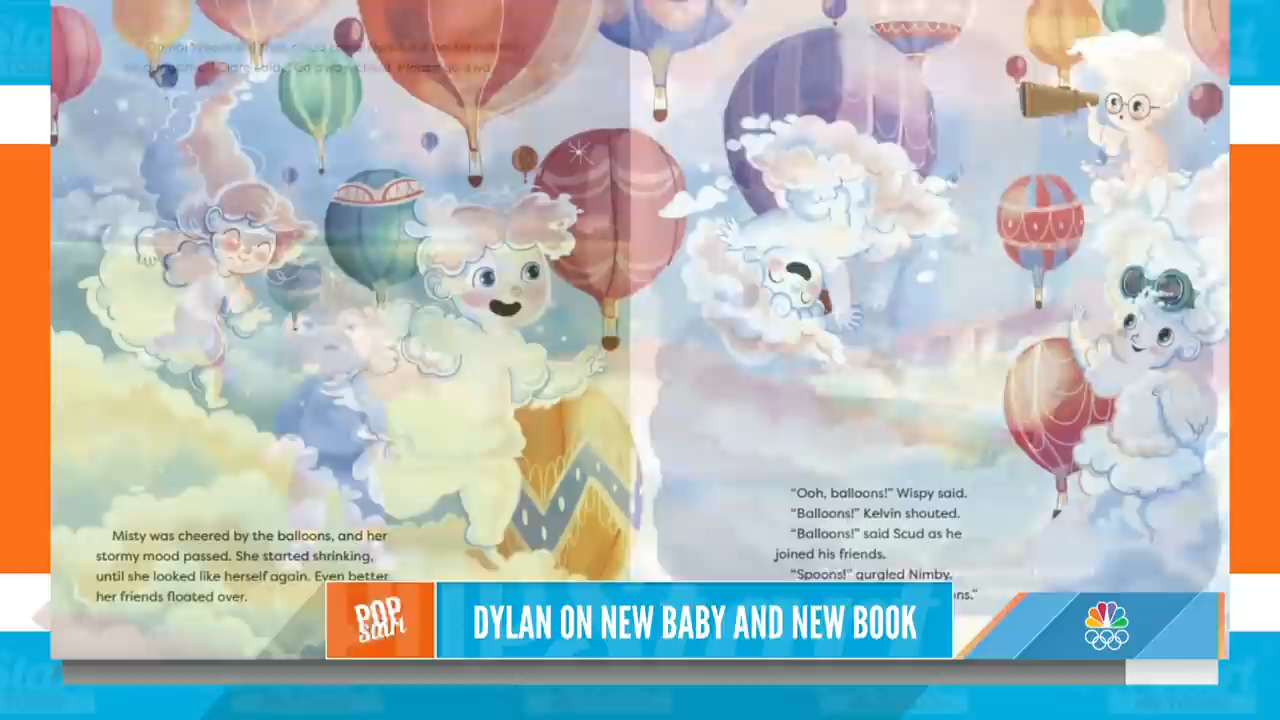 Misty was cheered by the balloons, and her
stormy mood passed. She started shrinking,
until she looked like herself again. Even better,
her friends floated over.
“Ooh, balloons!” Wispy said.
“Balloons!” Kelvin shouted.
“Balloons!” said Scud as he
joined his friends.
“Spoons!” gurgled Nimby.
POP
start
DYLAN ON NEW BABY AND NEW BOOK